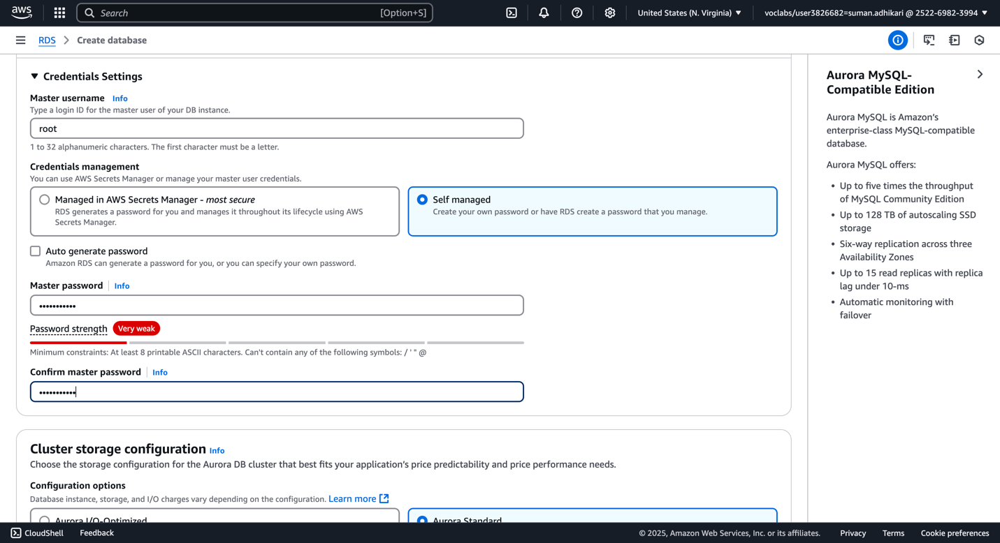 aws
Search [Option+S]
United States (N. Virginia) ▼
voclabs/user3826682=suman.adhikari @ 2522-6982-3994 ▼
RDS > Create database
Credentials Settings
Master username Info
Type a login ID for the master user of your DB instance.
root
1 to 32 alphanumeric characters. The first character must be a letter.
Credentials management
You can use AWS Secrets Manager or manage your master user credentials.
Managed in AWS Secrets Manager - most secure
RDS generates a password for you and manages it throughout its lifecycle using AWS
Secrets Manager.
Self managed
Create your own password or have RDS create a password that you manage.
Auto generate password
Amazon RDS can generate a password for you, or you can specify your own password.
Master password Info
•••••••••••
Password strength Very weak
Minimum constraints: At least 8 printable ASCII characters. Can't contain any of the following symbols: / ' " @
Confirm master password Info
•••••••••••
Cluster storage configuration Info
Choose the storage configuration for the Aurora DB cluster that best fits your application's price predictability and price performance needs.
Configuration options
Database instance, storage, and I/O charges vary depending on the configuration. Learn more
Aurora I/O-Optimized
Aurora Standard
Aurora MySQL-
Compatible Edition
Aurora MySQL is Amazon's
enterprise-class MySQL-compatible
database.
Aurora MySQL offers:
• Up to five times the throughput
of MySQL Community Edition
• Up to 128 TB of autoscaling SSD
storage
• Six-way replication across three
Availability Zones
• Up to 15 read replicas with replica
lag under 10-ms
• Automatic monitoring with
failover
CloudShell Feedback
© 2025, Amazon Web Services, Inc. or its affiliates. Privacy Terms Cookie preferences